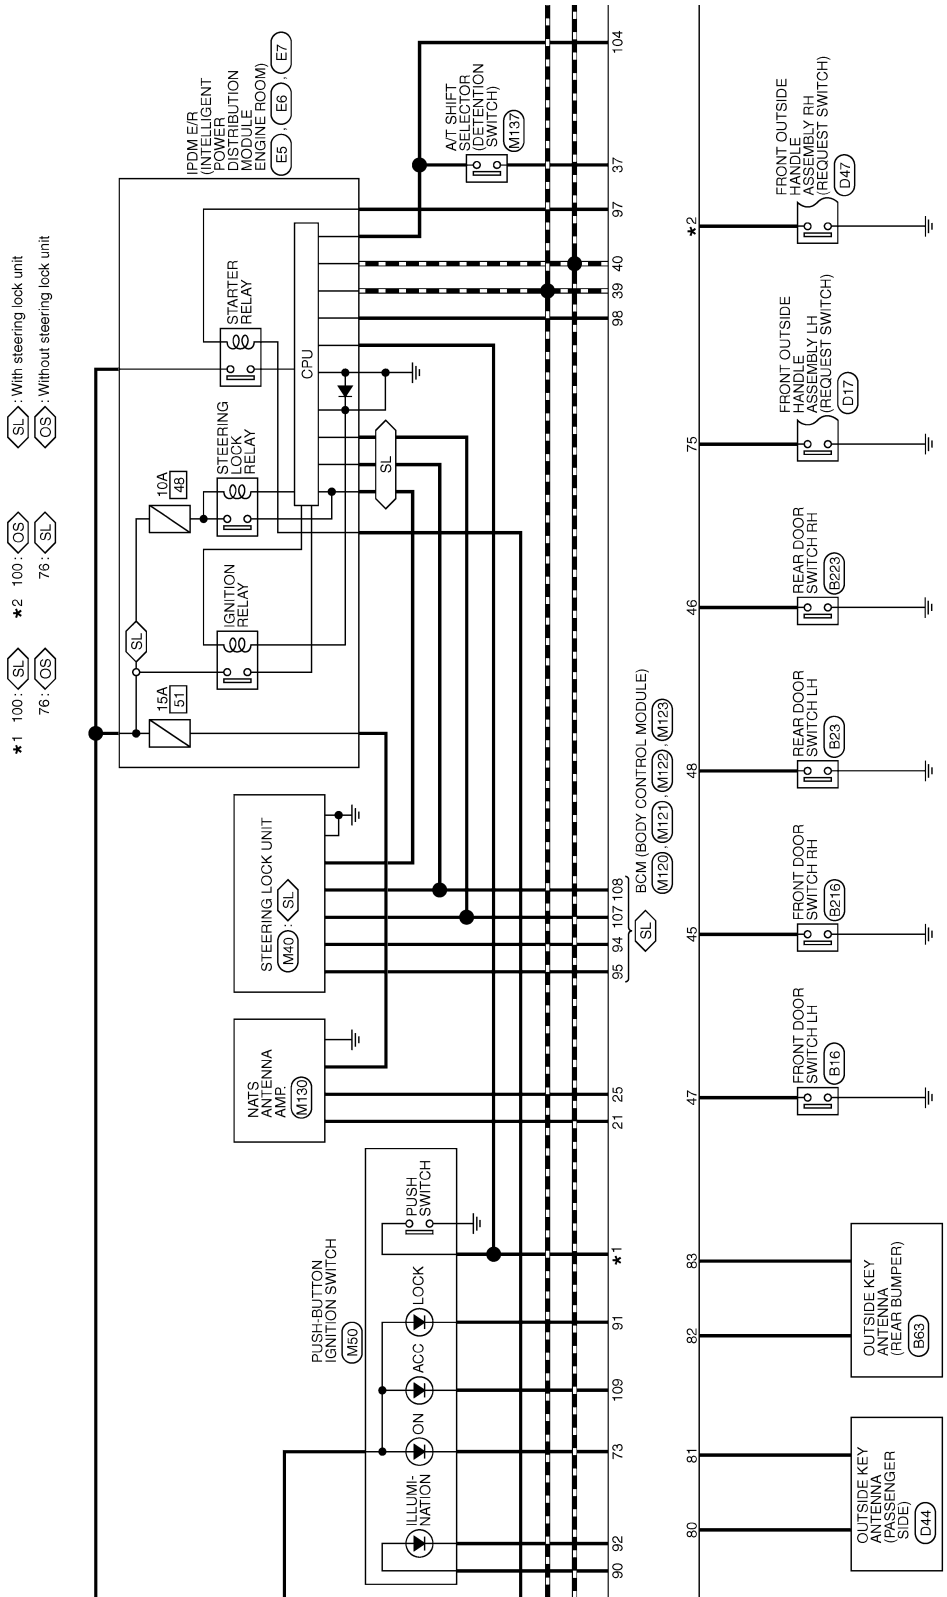 *1 100: SL
76: OS
*2 100: OS
76: SL
SL : With steering lock unit
OS : Without steering lock unit
IPDM E/R
(INTELLIGENT
POWER
DISTRIBUTION
MODULE
ENGINE ROOM)
E5 , E6 , E7
15A
51
SL
IGNITION
RELAY
10A
48
STEERING
LOCK
RELAY
STARTER
RELAY
CPU
SL
A/T SHIFT
SELECTOR
(DETENTION
SWITCH)
M137
STEERING LOCK UNIT
M40 : SL
NATS
ANTENNA
AMP.
M130
PUSH-BUTTON
IGNITION SWITCH
M50
ILLUMI-
NATION
ON
ACC
LOCK
PUSH
SWITCH
90
92
73
109
91
*1
21
25
95
94
107
108
98
39
40
97
37
104
SL
BCM (BODY CONTROL MODULE)
M120 , M121 , M122 , M123
80
81
82
83
47
45
48
46
75
*2
OUTSIDE KEY
ANTENNA
(PASSENGER
SIDE)
D44
OUTSIDE KEY
ANTENNA
(REAR BUMPER)
B63
FRONT DOOR
SWITCH LH
B16
FRONT DOOR
SWITCH RH
B216
REAR DOOR
SWITCH LH
B23
REAR DOOR
SWITCH RH
B223
FRONT OUTSIDE
HANDLE
ASSEMBLY LH
(REQUEST SWITCH)
D17
FRONT OUTSIDE
HANDLE
ASSEMBLY RH
(REQUEST SWITCH)
D47